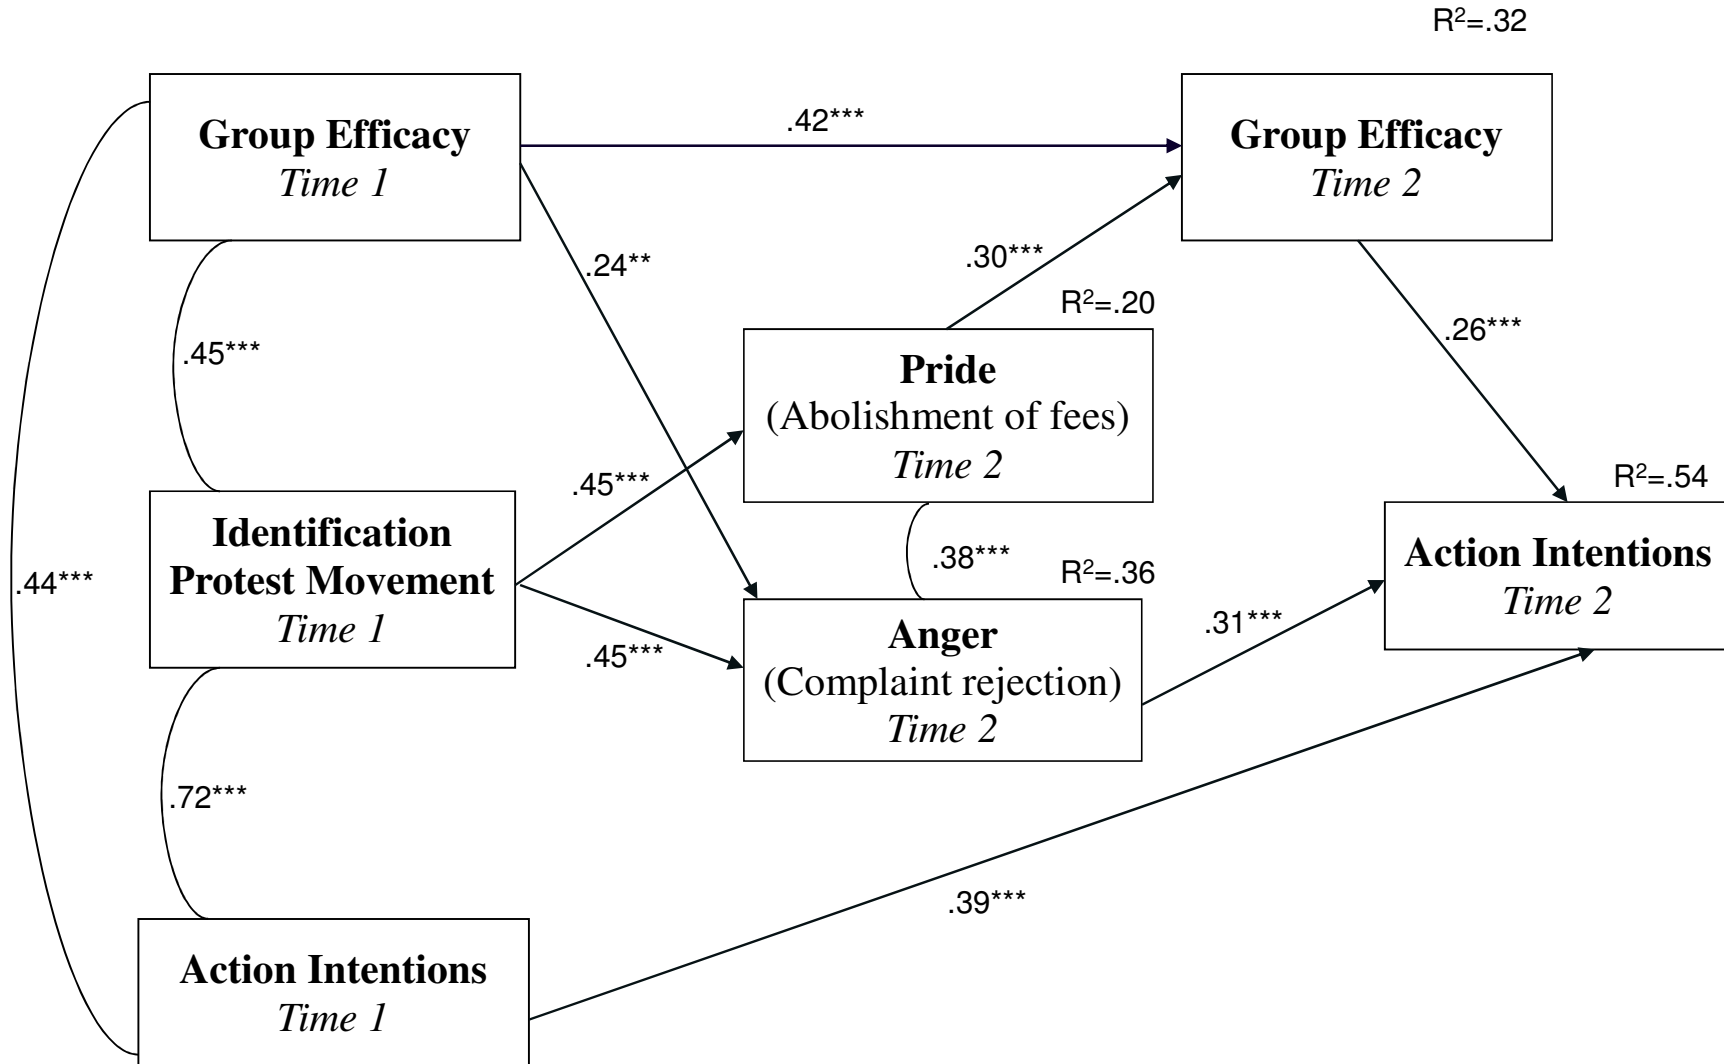 R²=.32
Group Efficacy
Time 1
.42***
Group Efficacy
Time 2
.24**
.30***
R²=.20
.45***
.26***
Pride
(Abolishment of fees)
Time 2
.45***
R²=.54
Identification
Protest Movement
Time 1
.44***
.38***
R²=.36
Action Intentions
Time 2
.45***
Anger
(Complaint rejection)
Time 2
.31***
.72***
.39***
Action Intentions
Time 1